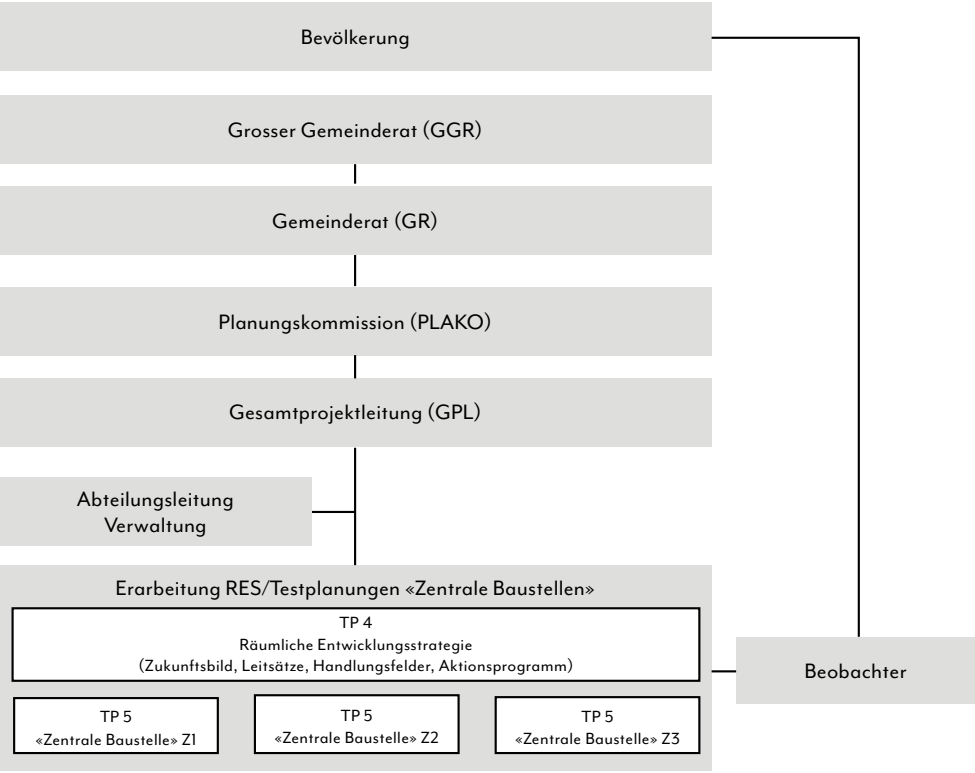 Bevölkerung
Grosser Gemeinderat (GGR)
Gemeinderat (GR)
Planungskommission (PLAKO)
Gesamtprojektleitung (GPL)
Abteilungsleitung
Verwaltung
Erarbeitung RES/Testplanungen «Zentrale Baustellen»
TP 4
Räumliche Entwicklungsstrategie
(Zukunftsbild, Leitsätze, Handlungsfelder, Aktionsprogramm)
Beobachter
TP 5
«Zentrale Baustelle» Z1
TP 5
«Zentrale Baustelle» Z2
TP 5
«Zentrale Baustelle» Z3